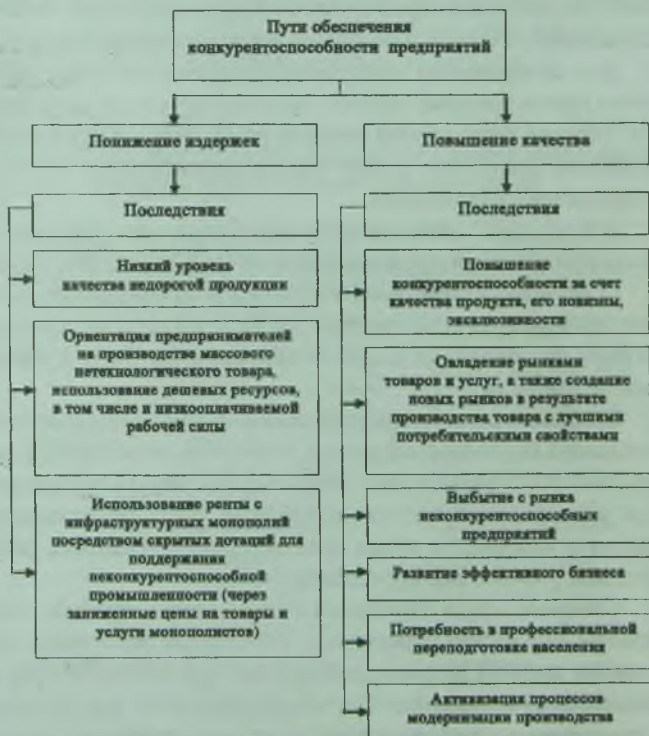 Пути обеспечения
конкурентоспособности предприятий
Понижение издержек
Повышение качества
Последствия
Последствия
Низкий уровень
качества недорогой продукции
Ориентация предпринимателей
на производстве массового
нетехнологического товара,
использование дешевых ресурсов,
в том числе и низкооплачиваемой
рабочей силы
Использование ренты с
инфраструктурных монополий
посредством скрытых дотаций для
поддержания
неконкурентоспособной
промышленности (через
заниженные цены на товары и
услуги монополистов)
Повышение
конкурентоспособности за счет
качества продукта, его новизны,
эксклюзивности
Овладение рынками
товаров и услуг, а также создание
новых рынков в результате
производства товара с лучшими
потребительскими свойствами
Выбытие с рынка
неконкурентоспособных
предприятий
Развитие эффективного бизнеса
Потребность в профессиональной
переподготовке населения
Активизация процессов
модернизации производства